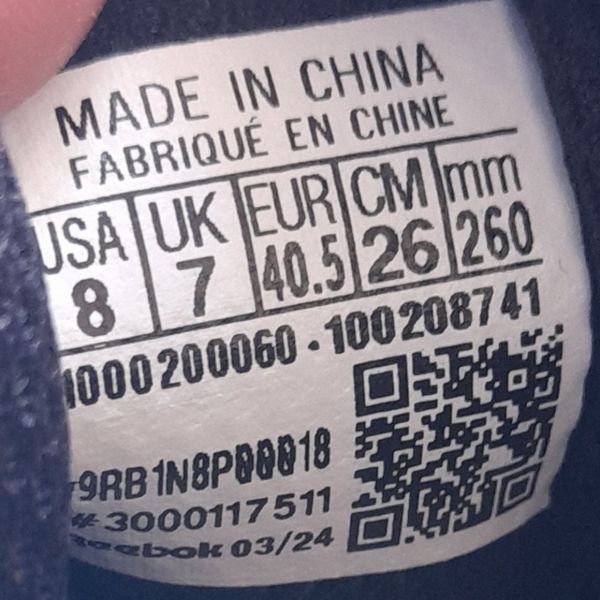 MADE IN CHINA
FABRIQUÉ EN CHINE
USA UK EUR CM mm
8 7 40.5 26 260
1000200060 - 100208741
9RB1N8P00018
#3000117511
Reebok 03/24